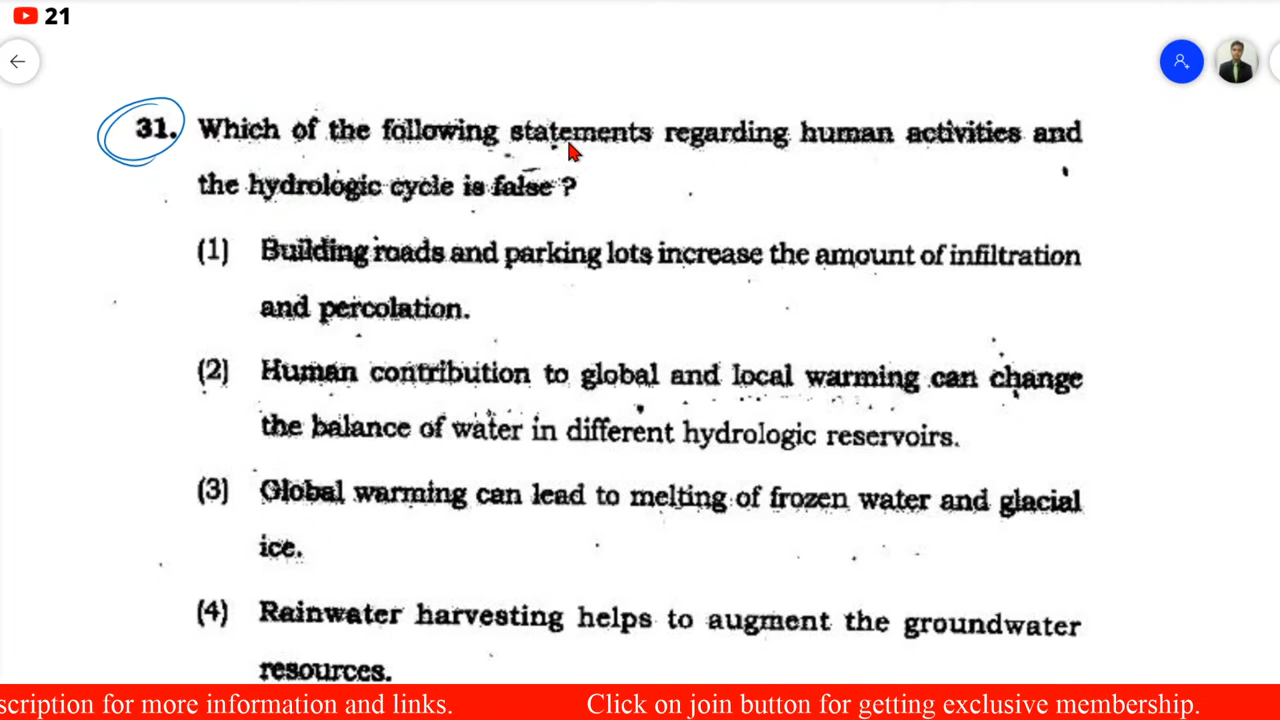 21
31. Which of the following statements regarding human activities and
the hydrologic cycle is false ?
(1) Building roads and parking lots increase the amount of infiltration
and percolation.
(2) Human contribution to global and local warming can change
the balance of water in different hydrologic reservoirs.
(3) Global warming can lead to melting of frozen water and glacial
ice.
(4) Rainwater harvesting helps to augment the groundwater
resources.
scription for more information and links. Click on join button for getting exclusive membership.